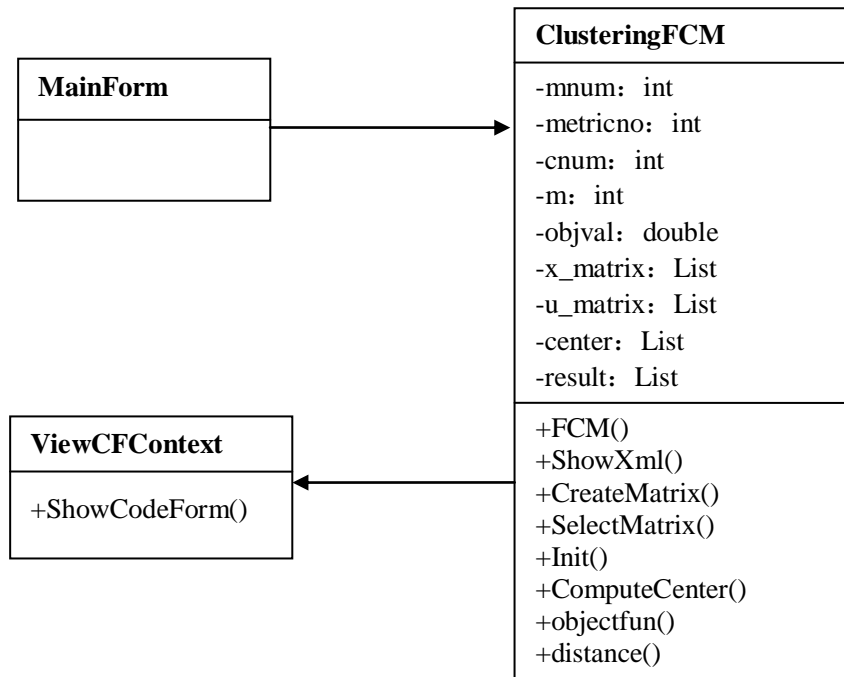 MainForm
ClusteringFCM
-mnum：int
-metricno：int
-cnum：int
-m：int
-objval：double
-x_matrix：List
-u_matrix：List
-center：List
-result：List
+FCM()
+ShowXml()
+CreateMatrix()
+SelectMatrix()
+Init()
+ComputeCenter()
+objectfun()
+distance()
ViewCFContext
+ShowCodeForm()